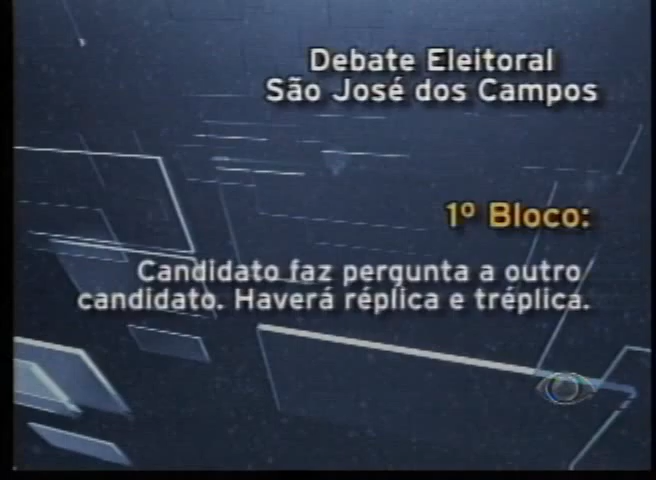 Debate Eleitoral
São José dos Campos
1º Bloco:
Candidato faz pergunta a outro
candidato. Haverá réplica e tréplica.